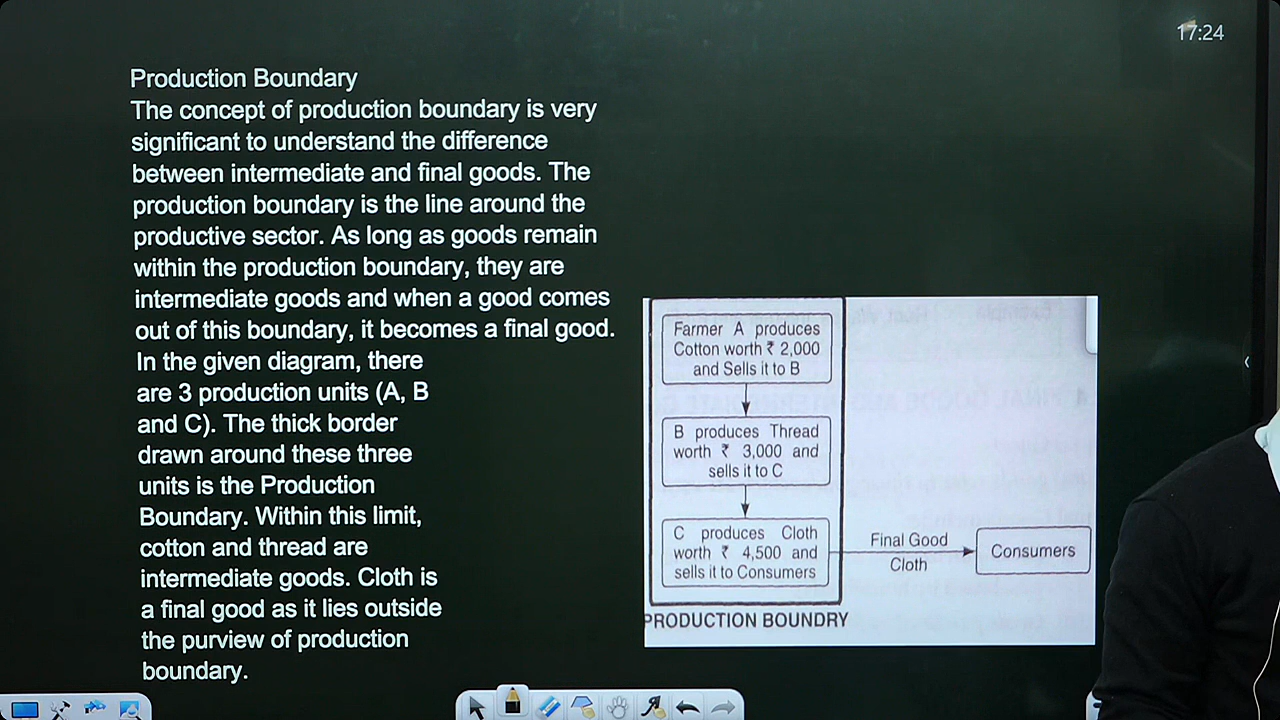 17:24
Production Boundary
The concept of production boundary is very
significant to understand the difference
between intermediate and final goods. The
production boundary is the line around the
productive sector. As long as goods remain
within the production boundary, they are
intermediate goods and when a good comes
out of this boundary, it becomes a final good.
In the given diagram, there
are 3 production units (A, B
and C). The thick border
drawn around these three
units is the Production
Boundary. Within this limit,
cotton and thread are
intermediate goods. Cloth is
a final good as it lies outside
the purview of production
boundary.
Farmer A produces
Cotton worth ₹ 2,000
and Sells it to B
B produces Thread
worth ₹ 3,000 and
sells it to C
C produces Cloth
worth ₹ 4,500 and
sells it to Consumers
Final Good
Cloth
Consumers
PRODUCTION BOUNDRY